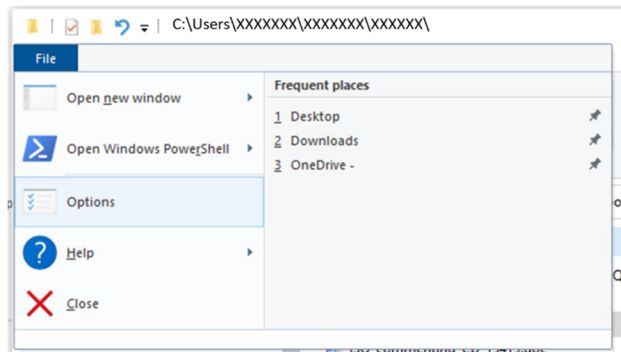 C:\Users\XXXXXXX\XXXXXXX\XXXXXX\
File
Open new window
Open Windows PowerShell
Options
Help
Close
Frequent places
1 Desktop
2 Downloads
3 OneDrive -